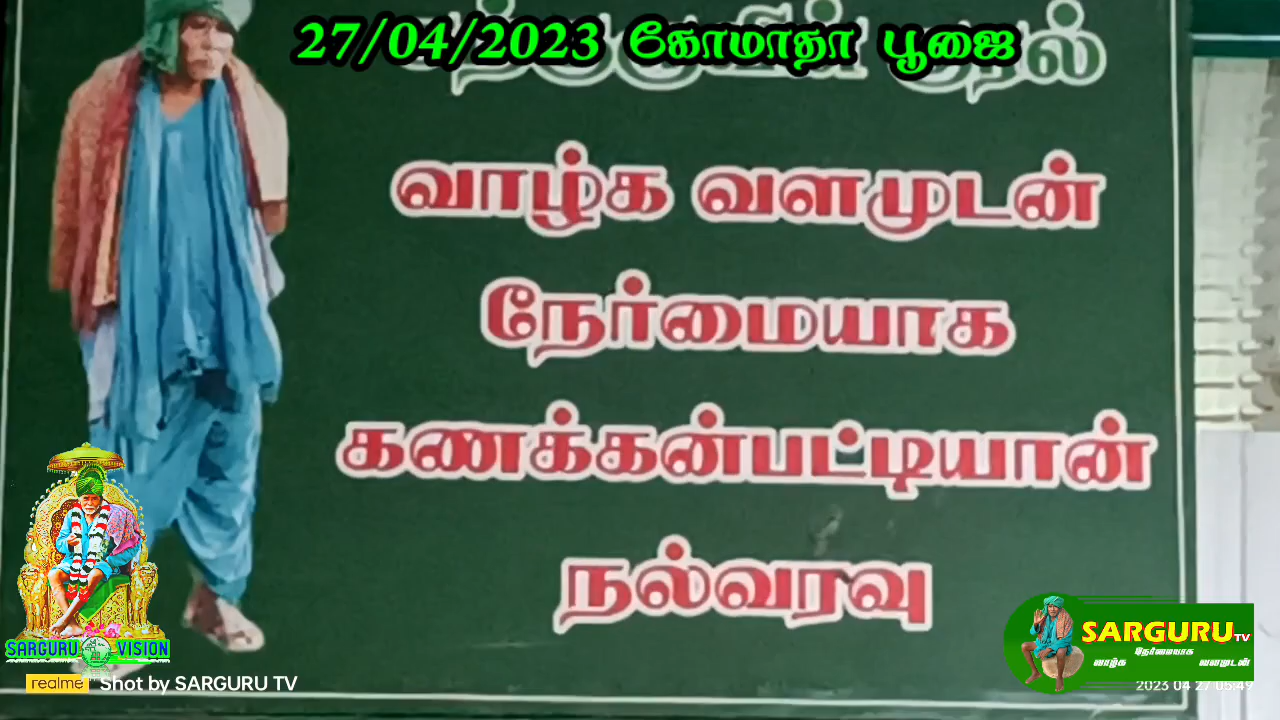 27/04/2023 கோமாதா பூஜை
குரல்
வாழ்க வளமுடன்
நேர்மையாக
கணக்கன்பட்டியான்
நல்வரவு
SARGURU VISION
realme Shot by SARGURU TV
SARGURU TV
நேர்மையாக
வாழ்க வளமுடன்
2023 04 27 05:49